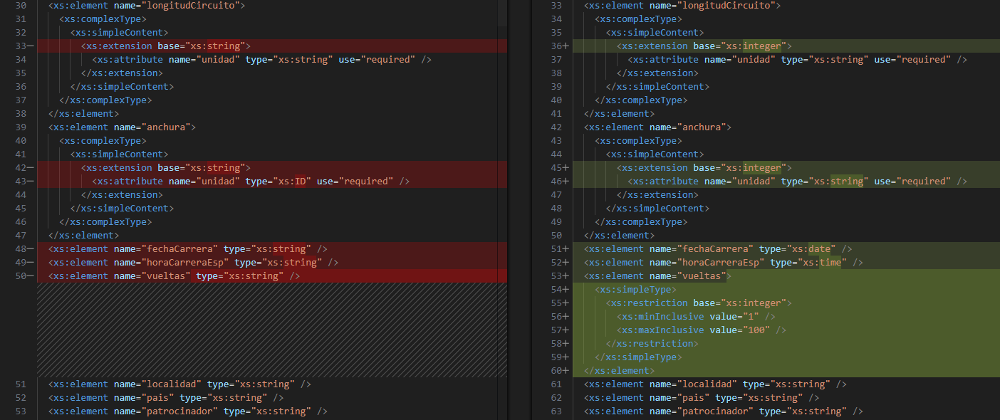 30 <xs:element name="longitudCircuito">
31 <xs:complexType>
32 <xs:simpleContent>
33— <xs:extension base="xs:string">
34 <xs:attribute name="unidad" type="xs:string" use="required" />
35 </xs:extension>
36 </xs:simpleContent>
37 </xs:complexType>
38 </xs:element>
39 <xs:element name="anchura">
40 <xs:complexType>
41 <xs:simpleContent>
42— <xs:extension base="xs:string">
43— <xs:attribute name="unidad" type="xs:ID" use="required" />
44 </xs:extension>
45 </xs:simpleContent>
46 </xs:complexType>
47 </xs:element>
48— <xs:element name="fechaCarrera" type="xs:string" />
49— <xs:element name="horaCarreraEsp" type="xs:string" />
50— <xs:element name="vueltas" type="xs:string" />
51 <xs:element name="localidad" type="xs:string" />
52 <xs:element name="pais" type="xs:string" />
53 <xs:element name="patrocinador" type="xs:string" />
33 <xs:element name="longitudCircuito">
34 <xs:complexType>
35 <xs:simpleContent>
36+ <xs:extension base="xs:integer">
37 <xs:attribute name="unidad" type="xs:string" use="required" />
38 </xs:extension>
39 </xs:simpleContent>
40 </xs:complexType>
41 </xs:element>
42 <xs:element name="anchura">
43 <xs:complexType>
44 <xs:simpleContent>
45+ <xs:extension base="xs:integer">
46+ <xs:attribute name="unidad" type="xs:string" use="required" />
47 </xs:extension>
48 </xs:simpleContent>
49 </xs:complexType>
50 </xs:element>
51+ <xs:element name="fechaCarrera" type="xs:date" />
52+ <xs:element name="horaCarreraEsp" type="xs:time" />
53+ <xs:element name="vueltas">
54+ <xs:simpleType>
55+ <xs:restriction base="xs:integer">
56+ <xs:minInclusive value="1" />
57+ <xs:maxInclusive value="100" />
58+ </xs:restriction>
59+ </xs:simpleType>
60+ </xs:element>
61 <xs:element name="localidad" type="xs:string" />
62 <xs:element name="pais" type="xs:string" />
63 <xs:element name="patrocinador" type="xs:string" />